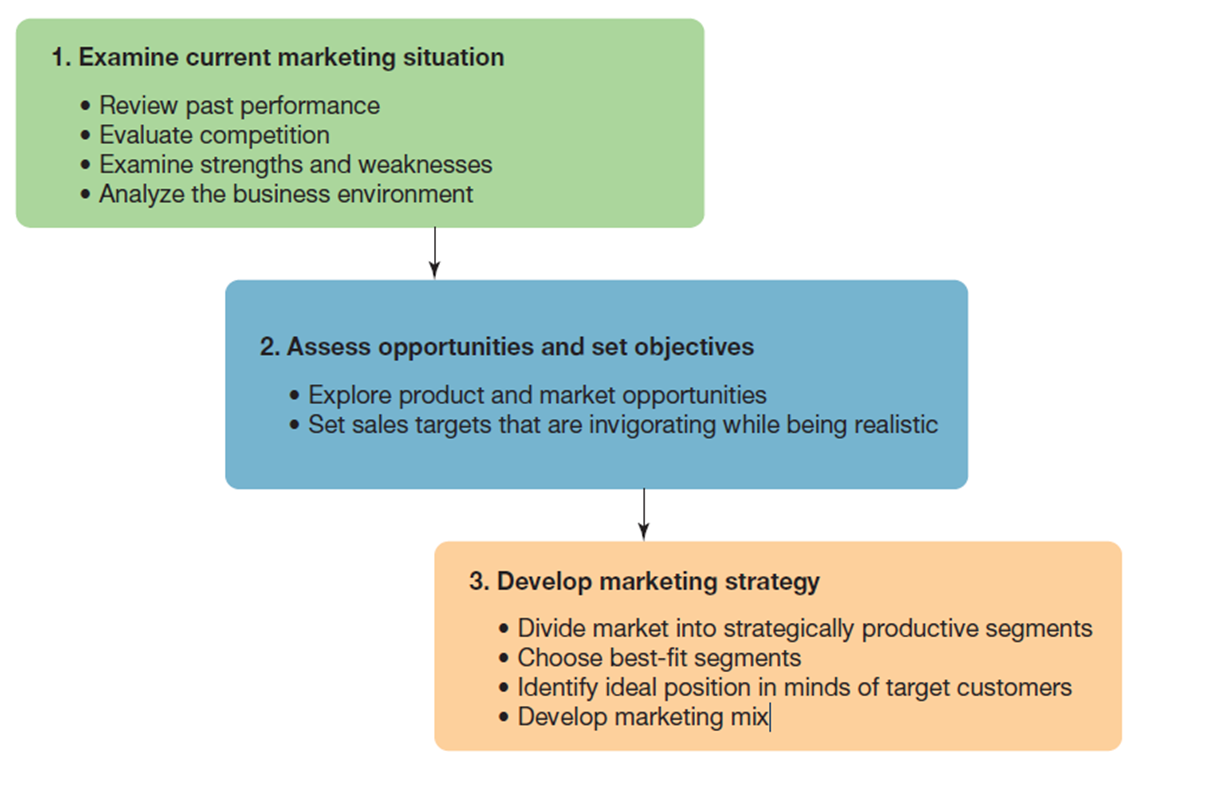 1. Examine current marketing situation
• Review past performance
• Evaluate competition
• Examine strengths and weaknesses
• Analyze the business environment
2. Assess opportunities and set objectives
• Explore product and market opportunities
• Set sales targets that are invigorating while being realistic
3. Develop marketing strategy
• Divide market into strategically productive segments
• Choose best-fit segments
• Identify ideal position in minds of target customers
• Develop marketing mix